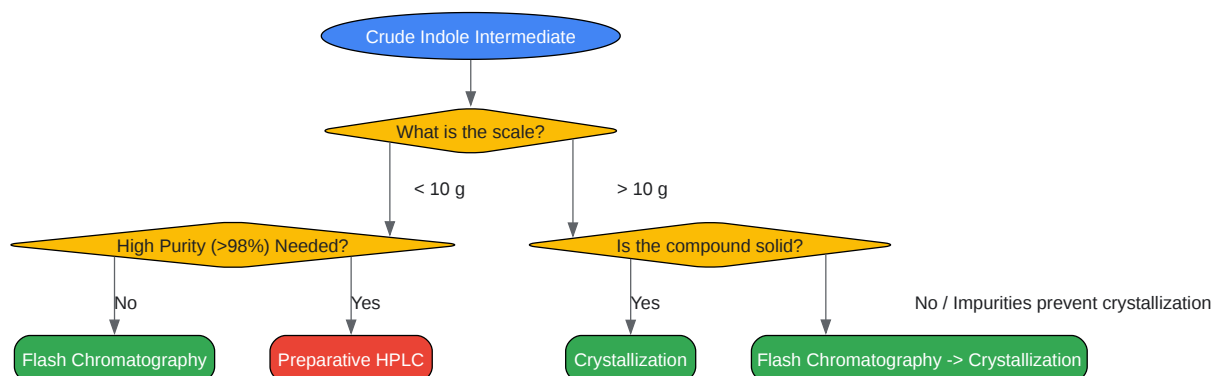 Crude Indole Intermediate
What is the scale?
< 10 g
> 10 g
High Purity (>98%) Needed?
Is the compound solid?
No
Yes
Yes
No / Impurities prevent crystallization
Flash Chromatography
Preparative HPLC
Crystallization
Flash Chromatography -> Crystallization